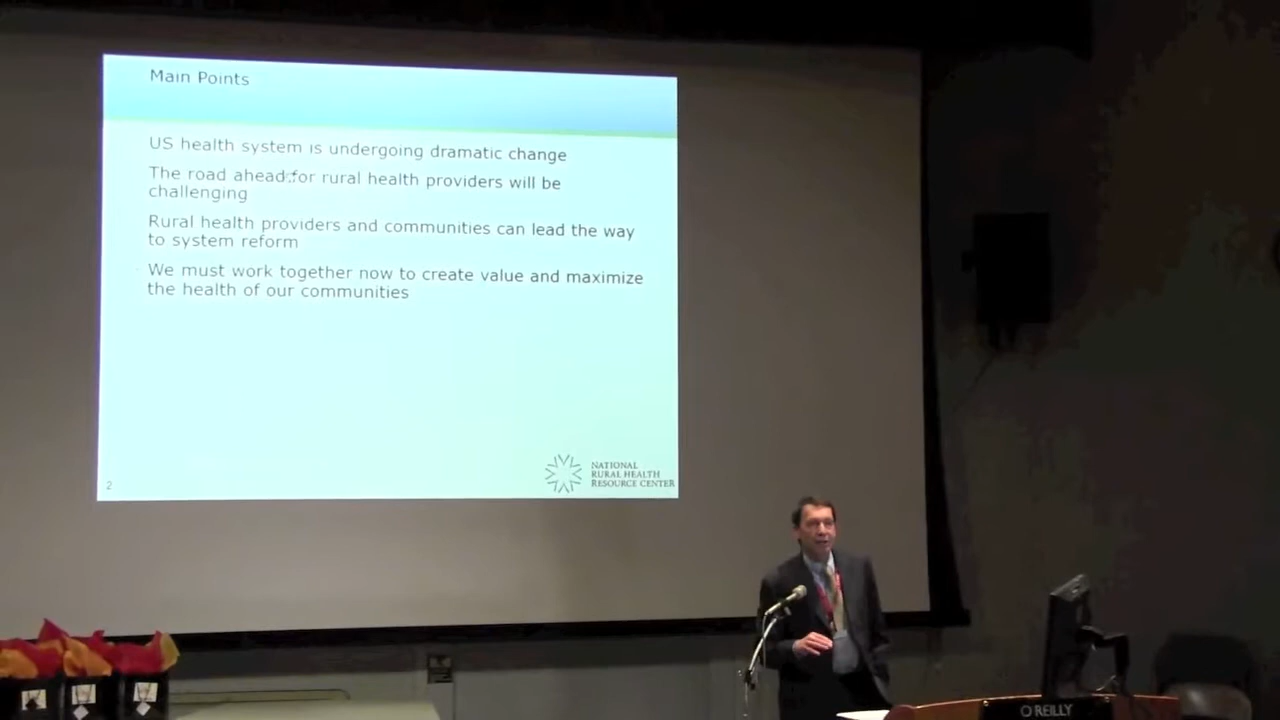 Main Points
US health system is undergoing dramatic change
The road ahead for rural health providers will be
challenging
Rural health providers and communities can lead the way
to system reform
We must work together now to create value and maximize
the health of our communities
2
NATIONAL
RURAL HEALTH
RESOURCE CENTER
O'REILLY